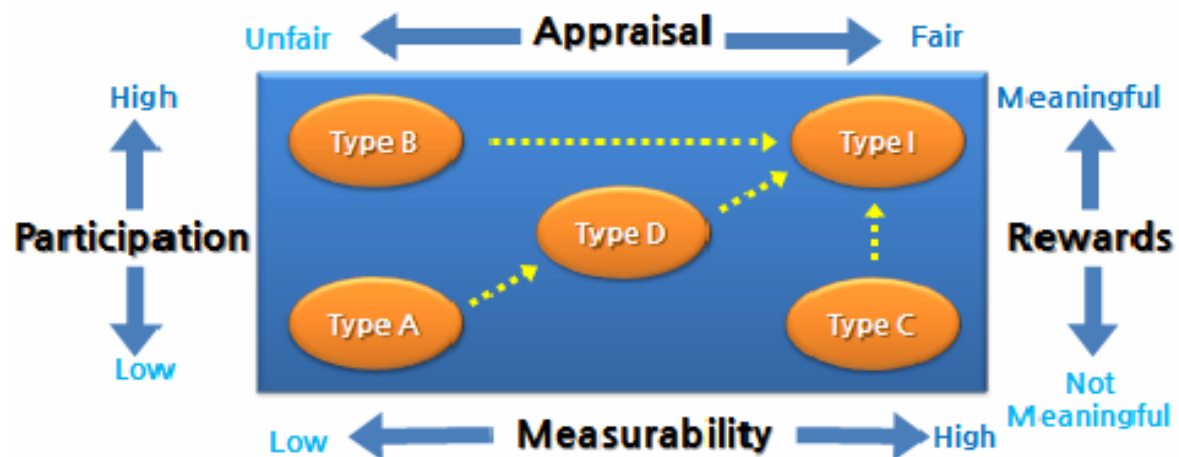 Unfair Appraisal Fair
High Meaningful
Type B Type I
Participation Type D Rewards
Type A Type C
Low Not
Meaningful
Low Measurability High